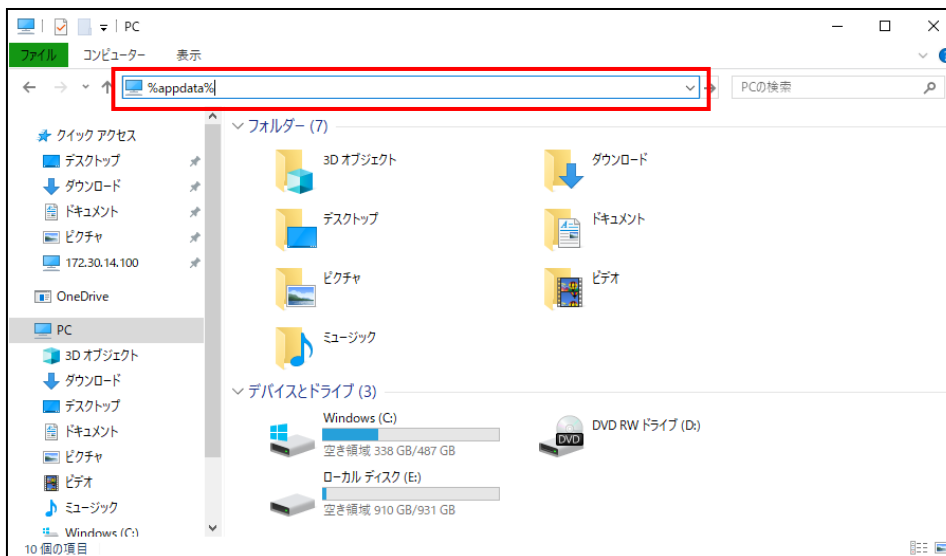 PC
ファイル
コンピューター
表示
%appdata%
PCの検索
クイック アクセス
デスクトップ
ダウンロード
ドキュメント
ピクチャ
172.30.14.100
OneDrive
PC
3D オブジェクト
ダウンロード
デスクトップ
ドキュメント
ピクチャ
ビデオ
ミュージック
Windows (C:)
フォルダー (7)
3D オブジェクト
ダウンロード
デスクトップ
ドキュメント
ピクチャ
ビデオ
ミュージック
デバイスとドライブ (3)
Windows (C:)
空き領域 338 GB/487 GB
DVD
DVD RW ドライブ (D:)
ローカル ディスク (E:)
空き領域 910 GB/931 GB
10 個の項目